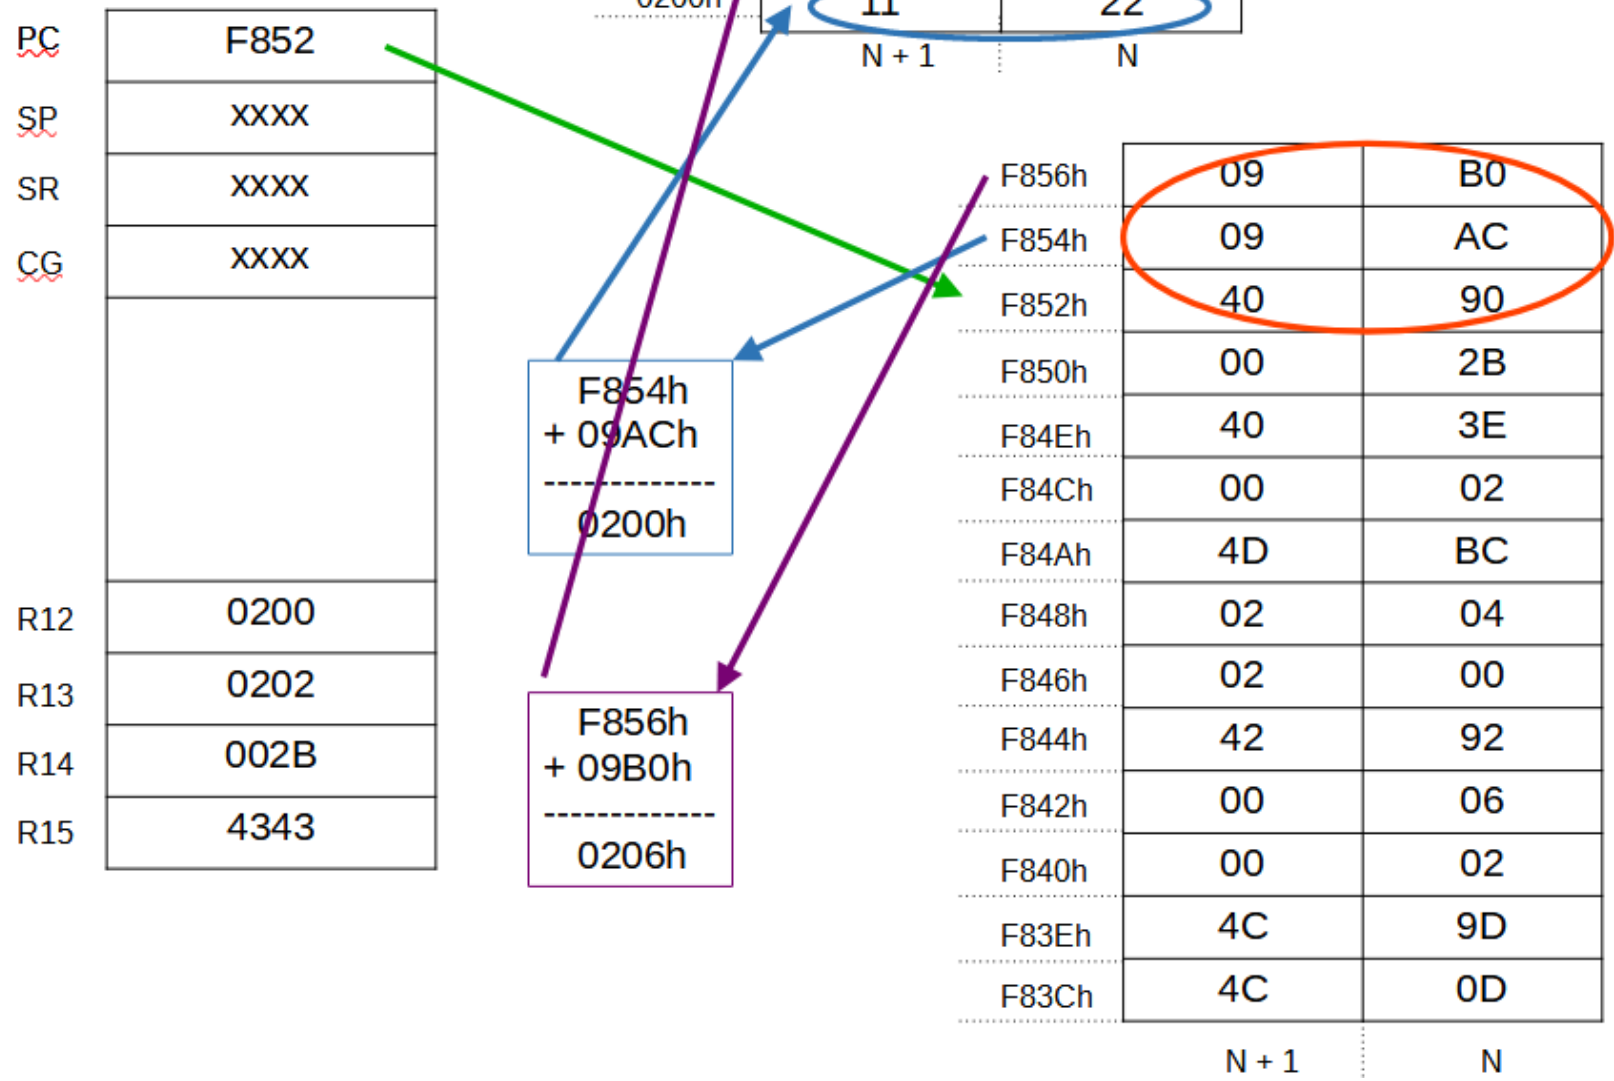 0200h 11 22
N + 1 N
PC F852
SP xxxx
SR xxxx
CG xxxx
R12 0200
R13 0202
R14 002B
R15 4343
F854h
+ 09ACh
-------------
0200h
F856h
+ 09B0h
-------------
0206h
F856h 09 B0
F854h 09 AC
F852h 40 90
F850h 00 2B
F84Eh 40 3E
F84Ch 00 02
F84Ah 4D BC
F848h 02 04
F846h 02 00
F844h 42 92
F842h 00 06
F840h 00 02
F83Eh 4C 9D
F83Ch 4C 0D
N + 1 N